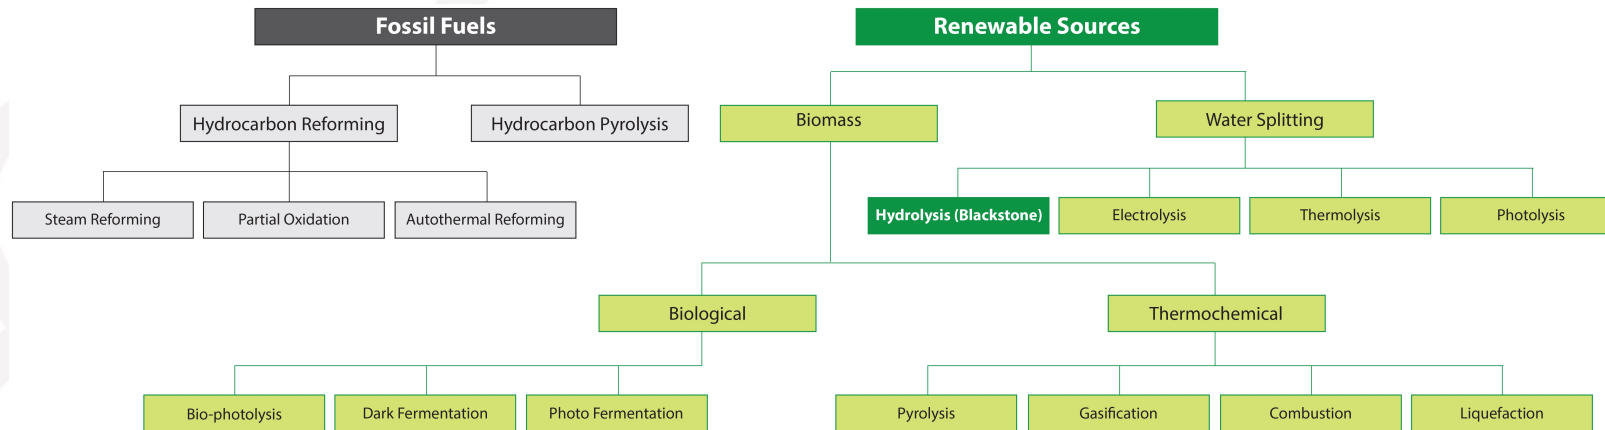 Fossil Fuels
Renewable Sources
Hydrocarbon Reforming
Hydrocarbon Pyrolysis
Biomass
Water Splitting
Steam Reforming
Partial Oxidation
Autothermal Reforming
Hydrolysis (Blackstone)
Electrolysis
Thermolysis
Photolysis
Biological
Thermochemical
Bio-photolysis
Dark Fermentation
Photo Fermentation
Pyrolysis
Gasification
Combustion
Liquefaction